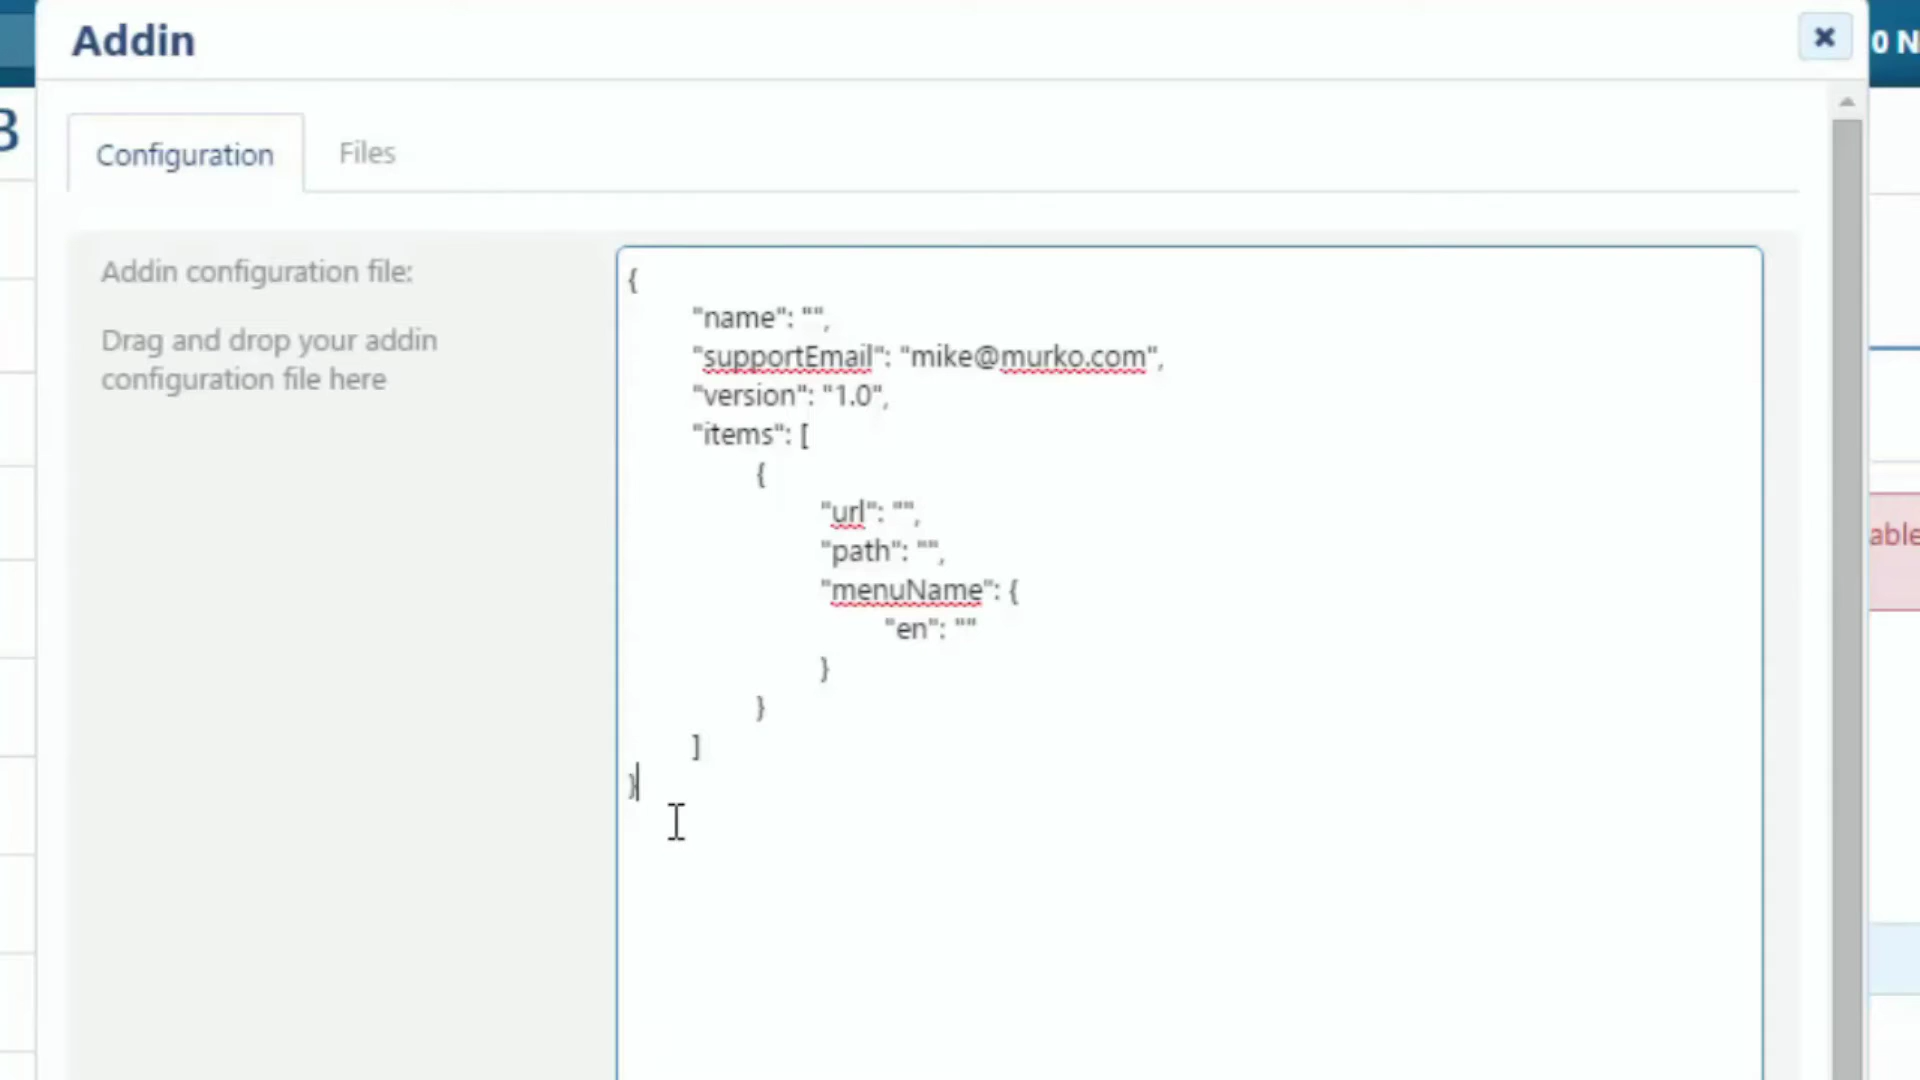 Addin
0 N
B
Configuration
Files
Addin configuration file:
Drag and drop your addin
configuration file here
{
"name": "",
"supportEmail": "mike@murko.com",
"version": "1.0",
"items": [
{
"url": "",
"path": "",
"menuName": {
"en": ""
}
}
]
}
able